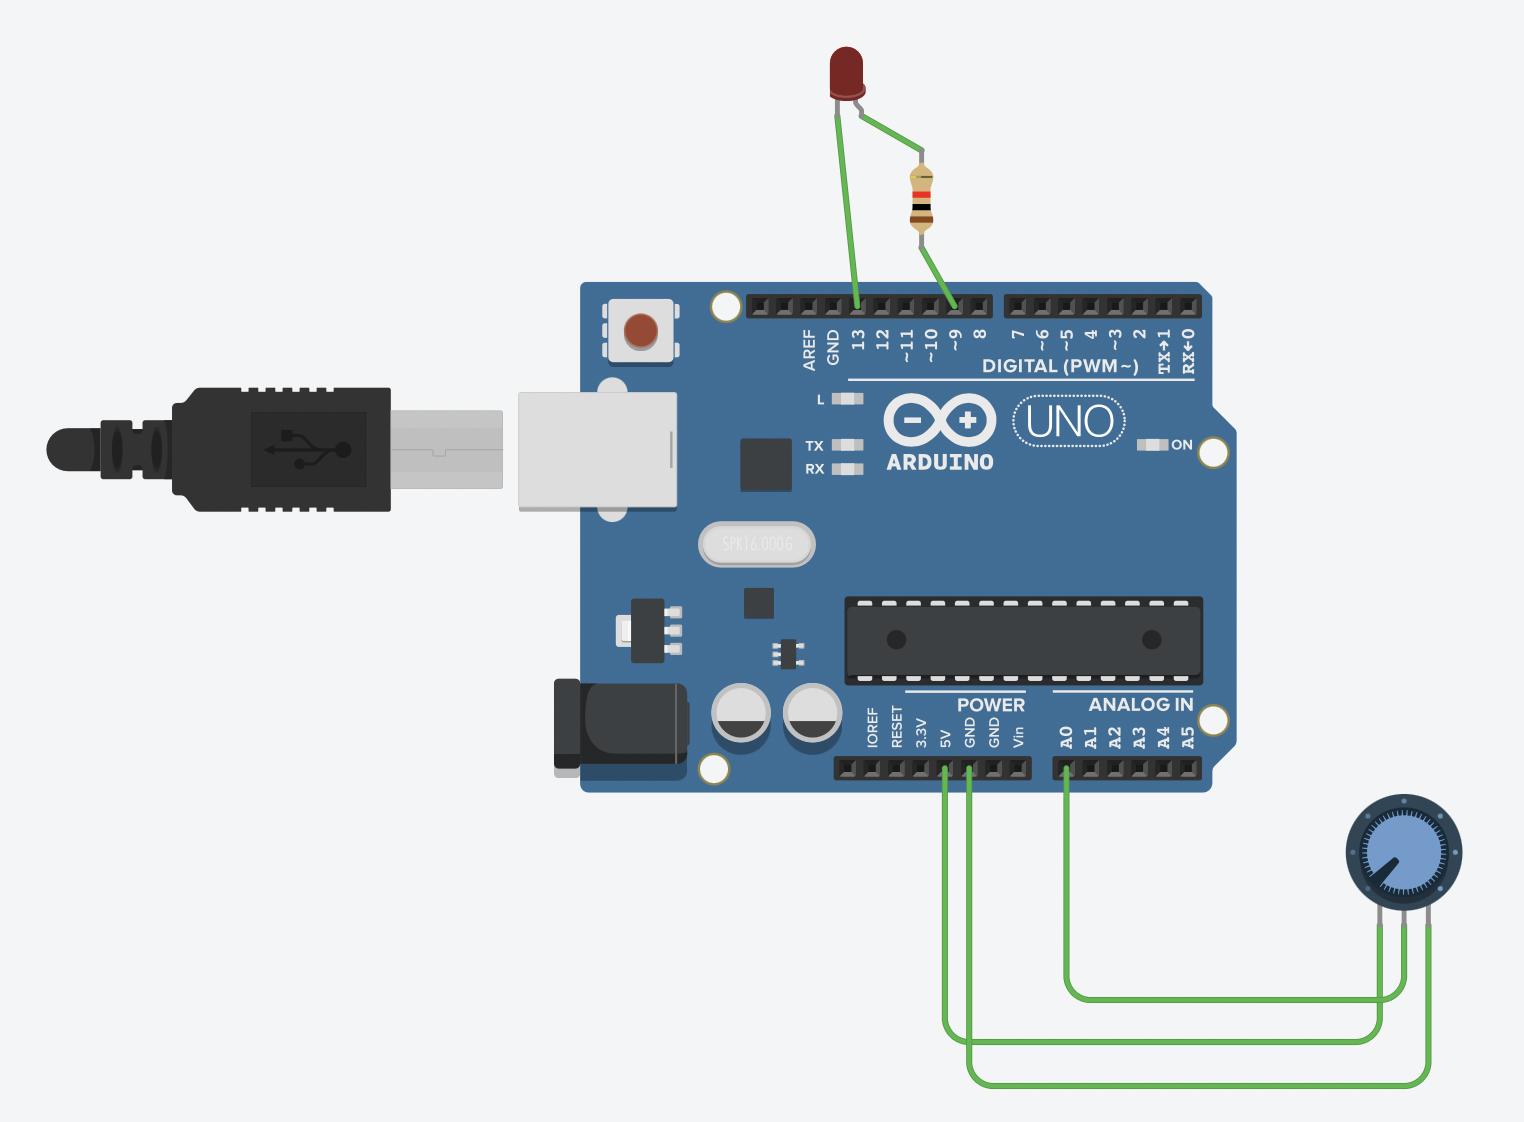 AREF
GND
13
12
~11
~10
~9
8
7
~6
~5
4
~3
2
TX→1
RX←0
DIGITAL (PWM~)
L
TX
RX
ARDUINO
UNO
ON
SPK16.000G
POWER
ANALOG IN
IOREF
RESET
3.3V
5V
GND
GND
Vin
A0
A1
A2
A3
A4
A5